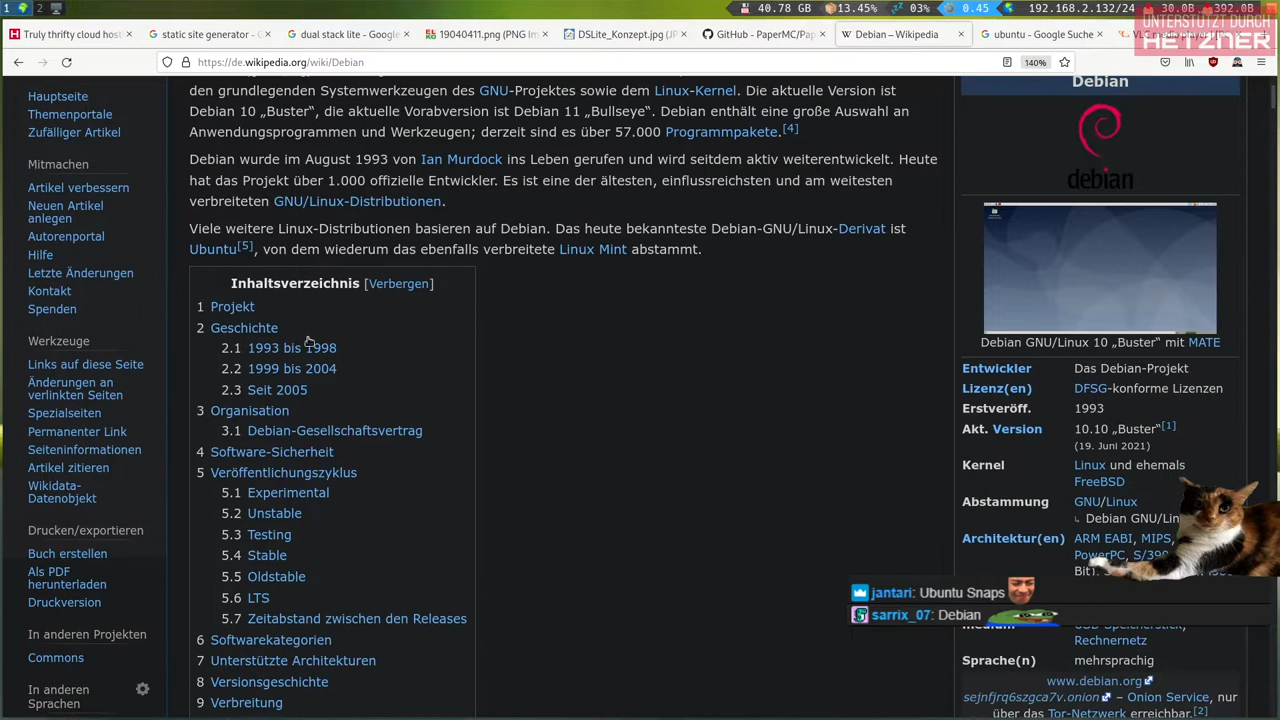 1
2
40.78 GB
13.45%
03%
0.45
192.168.2.132/24
30.0B
392.0B
UNTERSTÜTZT DURCH
HETZNER
Truly thrifty cloud host
static site generator - G
dual stack lite - Google
19040411.png (PNG Im
DSLite_Konzept.jpg (JP
GitHub - PaperMC/Pap
Debian – Wikipedia
ubuntu - Google Suche
https://de.wikipedia.org/wiki/Debian
140%
Hauptseite
Themenportale
Zufälliger Artikel
Mitmachen
Artikel verbessern
Neuen Artikel
anlegen
Autorenportal
Hilfe
Letzte Änderungen
Kontakt
Spenden
Werkzeuge
Links auf diese Seite
Änderungen an
verlinkten Seiten
Spezialseiten
Permanenter Link
Seiteninformationen
Artikel zitieren
Wikidata-
Datenobjekt
Drucken/exportieren
Buch erstellen
Als PDF
herunterladen
Druckversion
In anderen Projekten
Commons
In anderen
Sprachen
den grundlegenden Systemwerkzeugen des GNU-Projektes sowie dem Linux-Kernel. Die aktuelle Version ist
Debian 10 „Buster“, die aktuelle Vorabversion ist Debian 11 „Bullseye“. Debian enthält eine große Auswahl an
Anwendungsprogrammen und Werkzeugen; derzeit sind es über 57.000 Programmpakete.[4]
Debian wurde im August 1993 von Ian Murdock ins Leben gerufen und wird seitdem aktiv weiterentwickelt. Heute
hat das Projekt über 1.000 offizielle Entwickler. Es ist eine der ältesten, einflussreichsten und am weitesten
verbreiteten GNU/Linux-Distributionen.
Viele weitere Linux-Distributionen basieren auf Debian. Das heute bekannteste Debian-GNU/Linux-Derivat ist
Ubuntu[5], von dem wiederum das ebenfalls verbreitete Linux Mint abstammt.
Inhaltsverzeichnis [Verbergen]
1 Projekt
2 Geschichte
2.1 1993 bis 1998
2.2 1999 bis 2004
2.3 Seit 2005
3 Organisation
3.1 Debian-Gesellschaftsvertrag
4 Software-Sicherheit
5 Veröffentlichungszyklus
5.1 Experimental
5.2 Unstable
5.3 Testing
5.4 Stable
5.5 Oldstable
5.6 LTS
5.7 Zeitabstand zwischen den Releases
6 Softwarekategorien
7 Unterstützte Architekturen
8 Versionsgeschichte
9 Verbreitung
Debian
debian
Debian GNU/Linux 10 „Buster“ mit MATE
Entwickler Das Debian-Projekt
Lizenz(en) DFSG-konforme Lizenzen
Erstveröff. 1993
Akt. Version 10.10 „Buster“[1]
(19. Juni 2021)
Kernel Linux und ehemals
FreeBSD
Abstammung GNU/Linux
↳ Debian GNU/Lin
Architektur(en) ARM EABI, MIPS,
PowerPC, S/390
Bit),
jantari: Ubuntu Snaps
sarrix_07: Debian
Rechnernetz
Sprache(n) mehrsprachig
www.debian.org
sejnfjrq6szgca7v.onion – Onion Service, nur
über das Tor-Netzwerk erreichbar.[2]